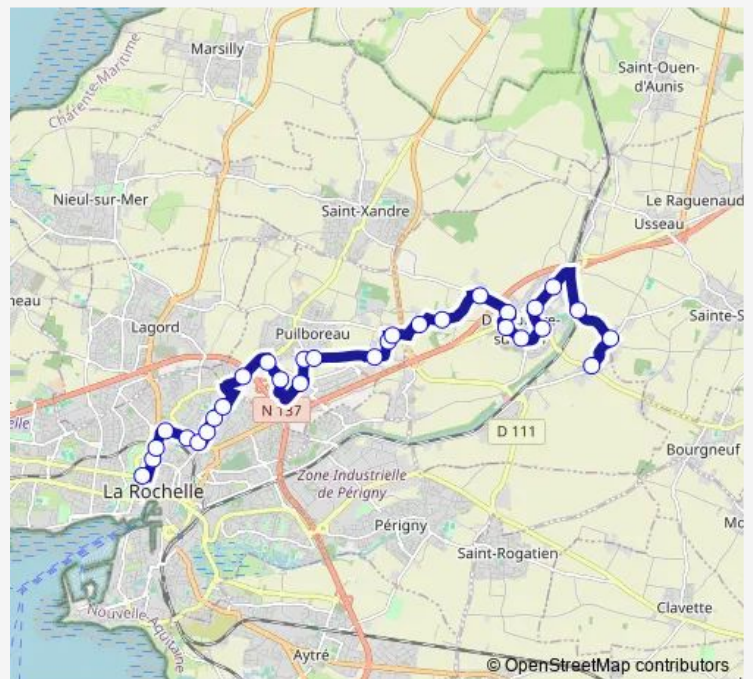 Marsilly
Charente-Maritime
Saint-Ouen-
d'Aunis
Nieul-sur-Mer
Le Raguenaud
Saint-Xandre
Usseau
Sainte-S
Lagord
Puilboreau
D
N 137
D 111
Bourgneuf
La Rochelle
Zone Industrielle
de Périgny
Périgny
Saint-Rogatien
Clavette
Nouvelle-Aquitaine
Aytré
© OpenStreetMap contributors